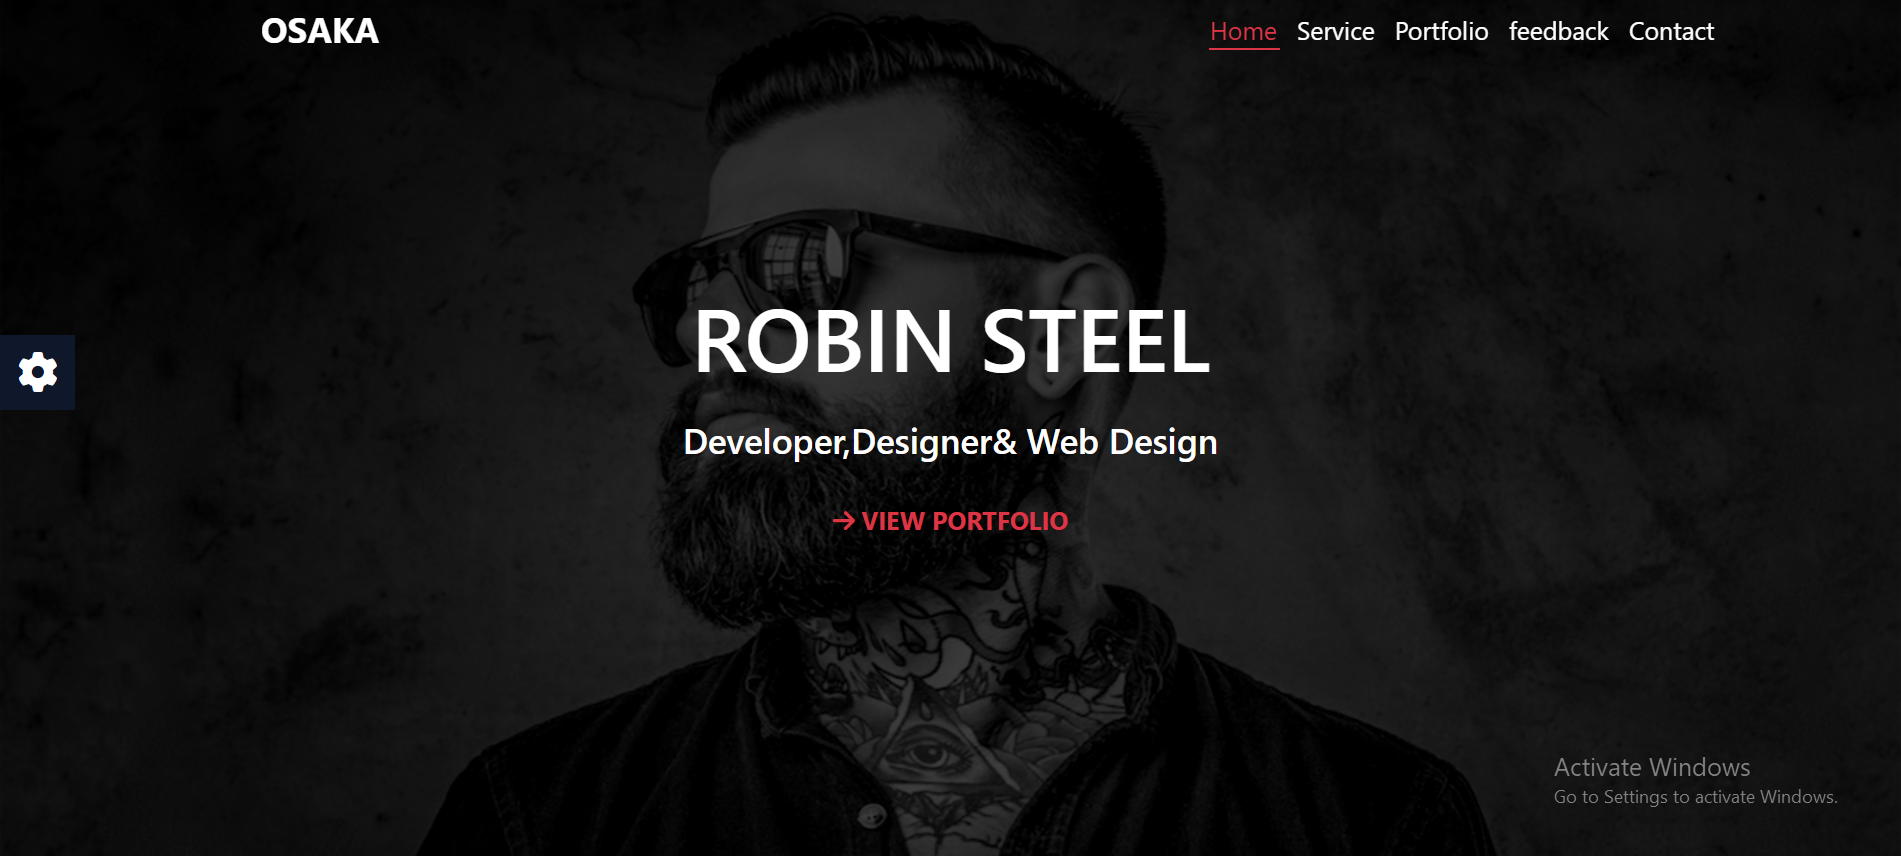 OSAKA
Home Service Portfolio feedback Contact
ROBIN STEEL
Developer,Designer& Web Design
→ VIEW PORTFOLIO
Activate Windows
Go to Settings to activate Windows.